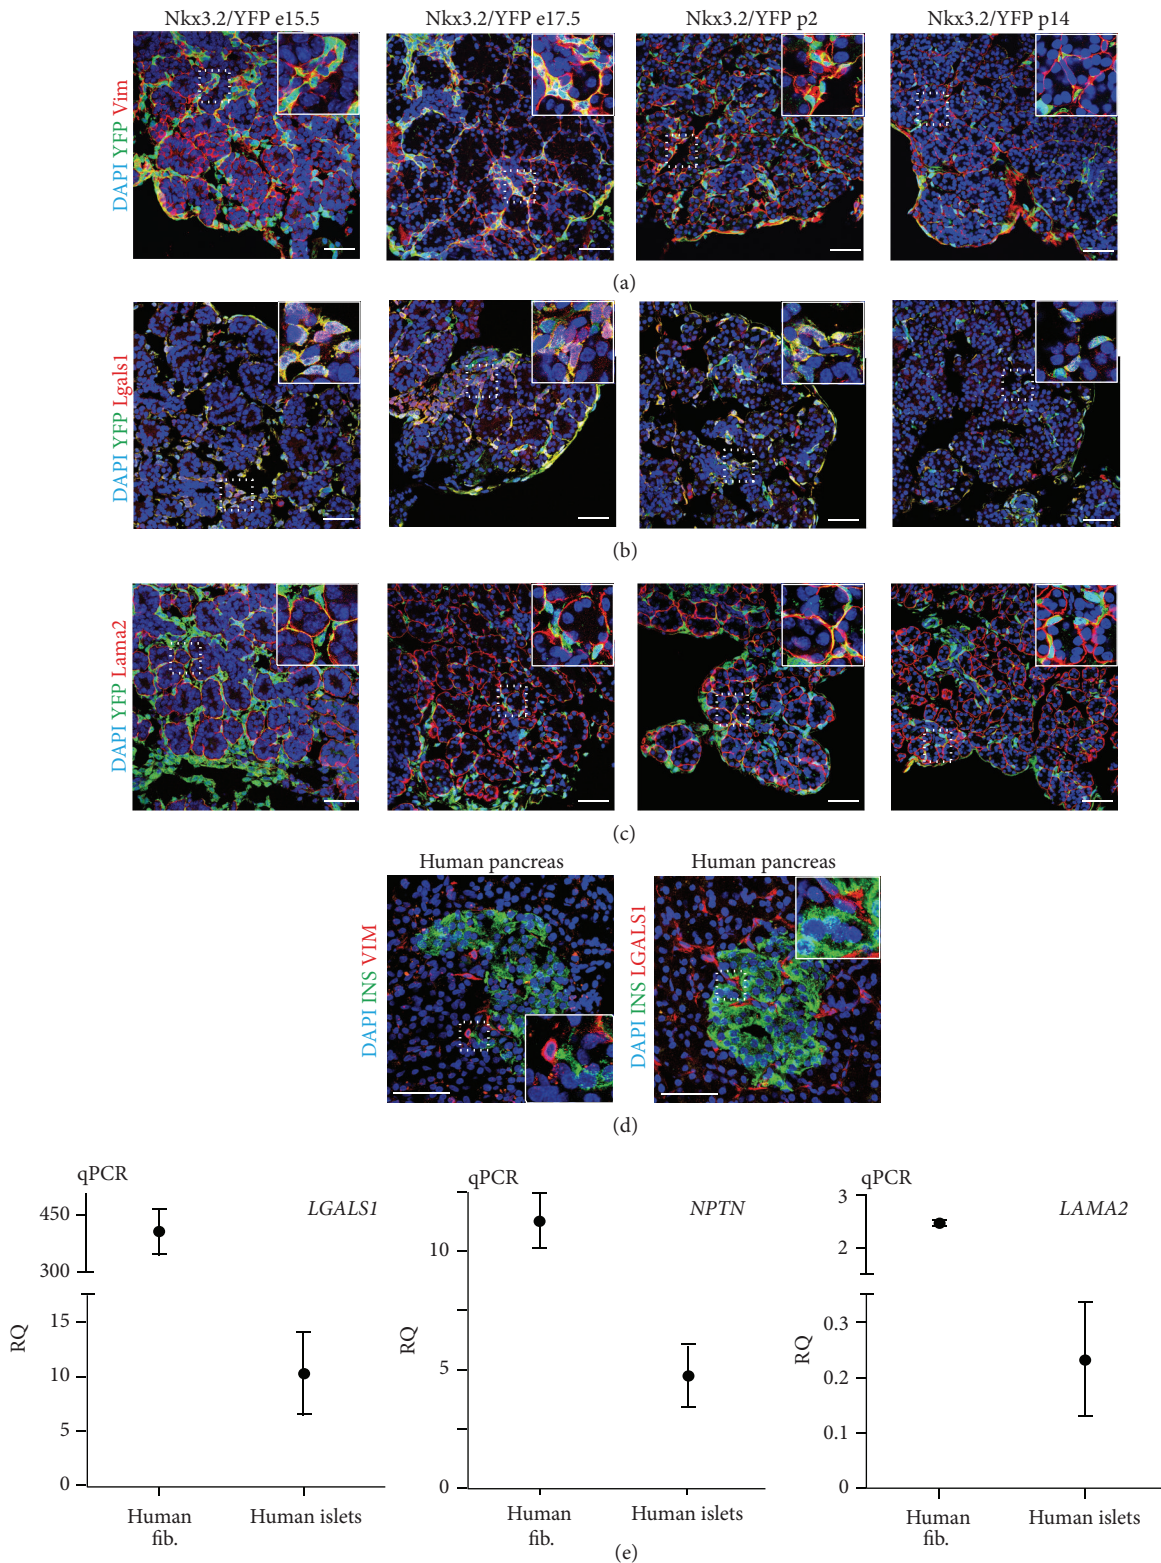 Nkx3.2/YFP e15.5 Nkx3.2/YFP e17.5 Nkx3.2/YFP p2 Nkx3.2/YFP p14
DAPI YFP Vim
(a)
DAPI YFP Lgals1
(b)
DAPI YFP Lama2
(c)
Human pancreas Human pancreas
DAPI INS VIM
DAPI INS LGALS1
(d)
qPCR
LGALS1
450
300
15
10
5
0
RQ
Human fib.
Human islets
qPCR
NPTN
10
5
0
RQ
Human fib.
Human islets
qPCR
LAMA2
3
2
0.3
0.2
0.1
0
RQ
Human fib.
Human islets
(e)